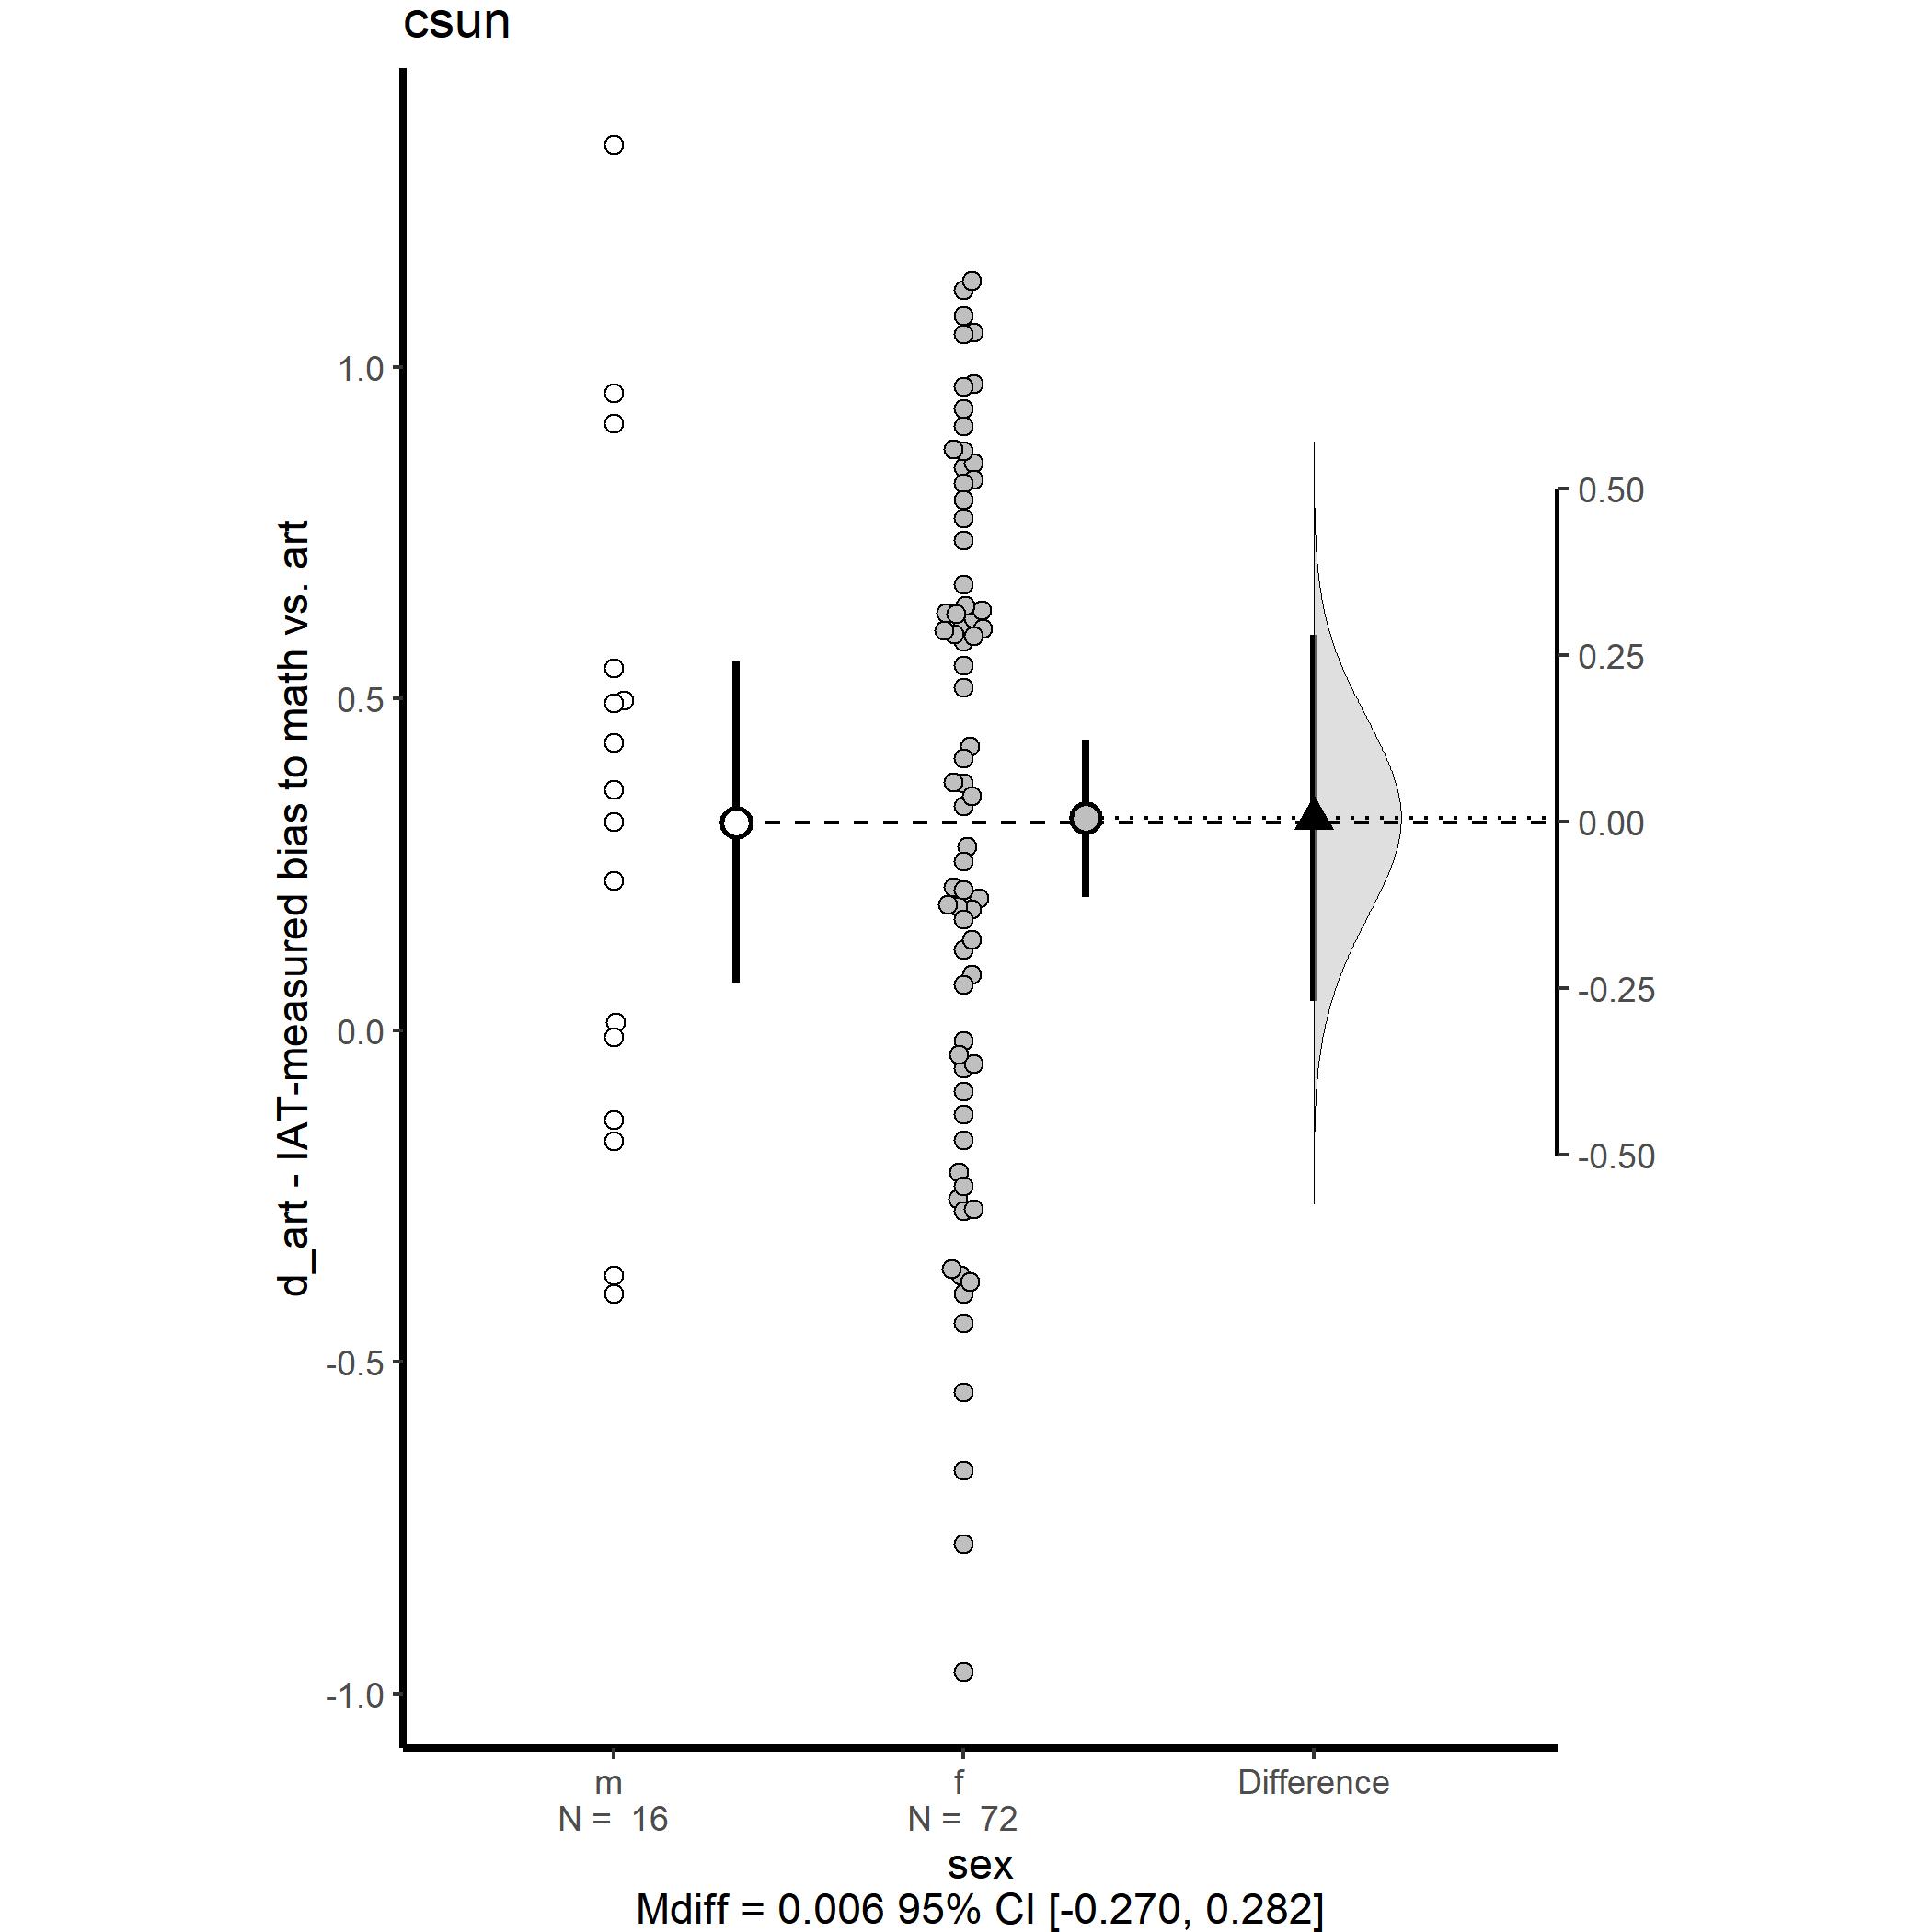 csun
d_art - IAT-measured bias to math vs. art
1.0
0.5
0.0
-0.5
-1.0
0.50
0.25
0.00
-0.25
-0.50
m
N = 16
f
N = 72
Difference
sex
Mdiff = 0.006 95% CI [-0.270, 0.282]